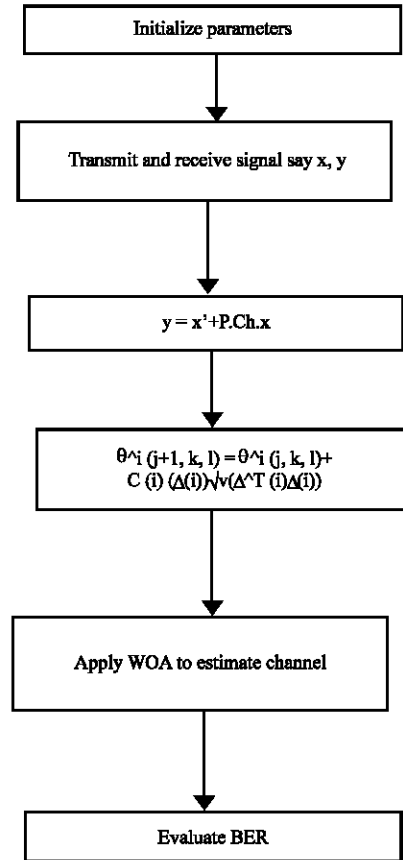 Initialize parameters
Transmit and receive signal say x, y
y = x’+P.Ch.x
θ^i (j+1, k, l) = θ^i (j, k, l)+
C (i) (Δ(i))√v(Δ^T (i)Δ(i))
Apply WOA to estimate channel
Evaluate BER